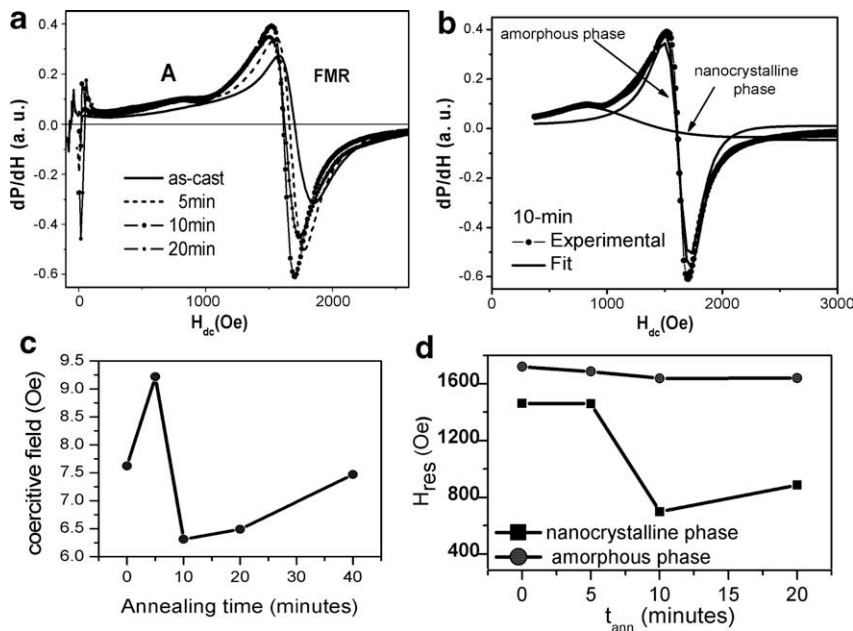 a
dP/dH (a. u.)
0.4
0.2
0.0
-0.2
-0.4
-0.6
A
FMR
as-cast
5min
10min
20min
0
1000
2000
H_dc(Oe)
b
dP/dH (a. u.)
0.4
0.2
0.0
-0.2
-0.4
-0.6
amorphous phase
nanocrystalline
phase
10-min
Experimental
Fit
0
1000
2000
3000
H_dc(Oe)
c
coercitive field (Oe)
9.5
9.0
8.5
8.0
7.5
7.0
6.5
6.0
0
10
20
30
40
Annealing time (minutes)
d
H_res (Oe)
1600
1200
800
400
nanocrystalline phase
amorphous phase
0
5
10
15
20
t_ann (minutes)